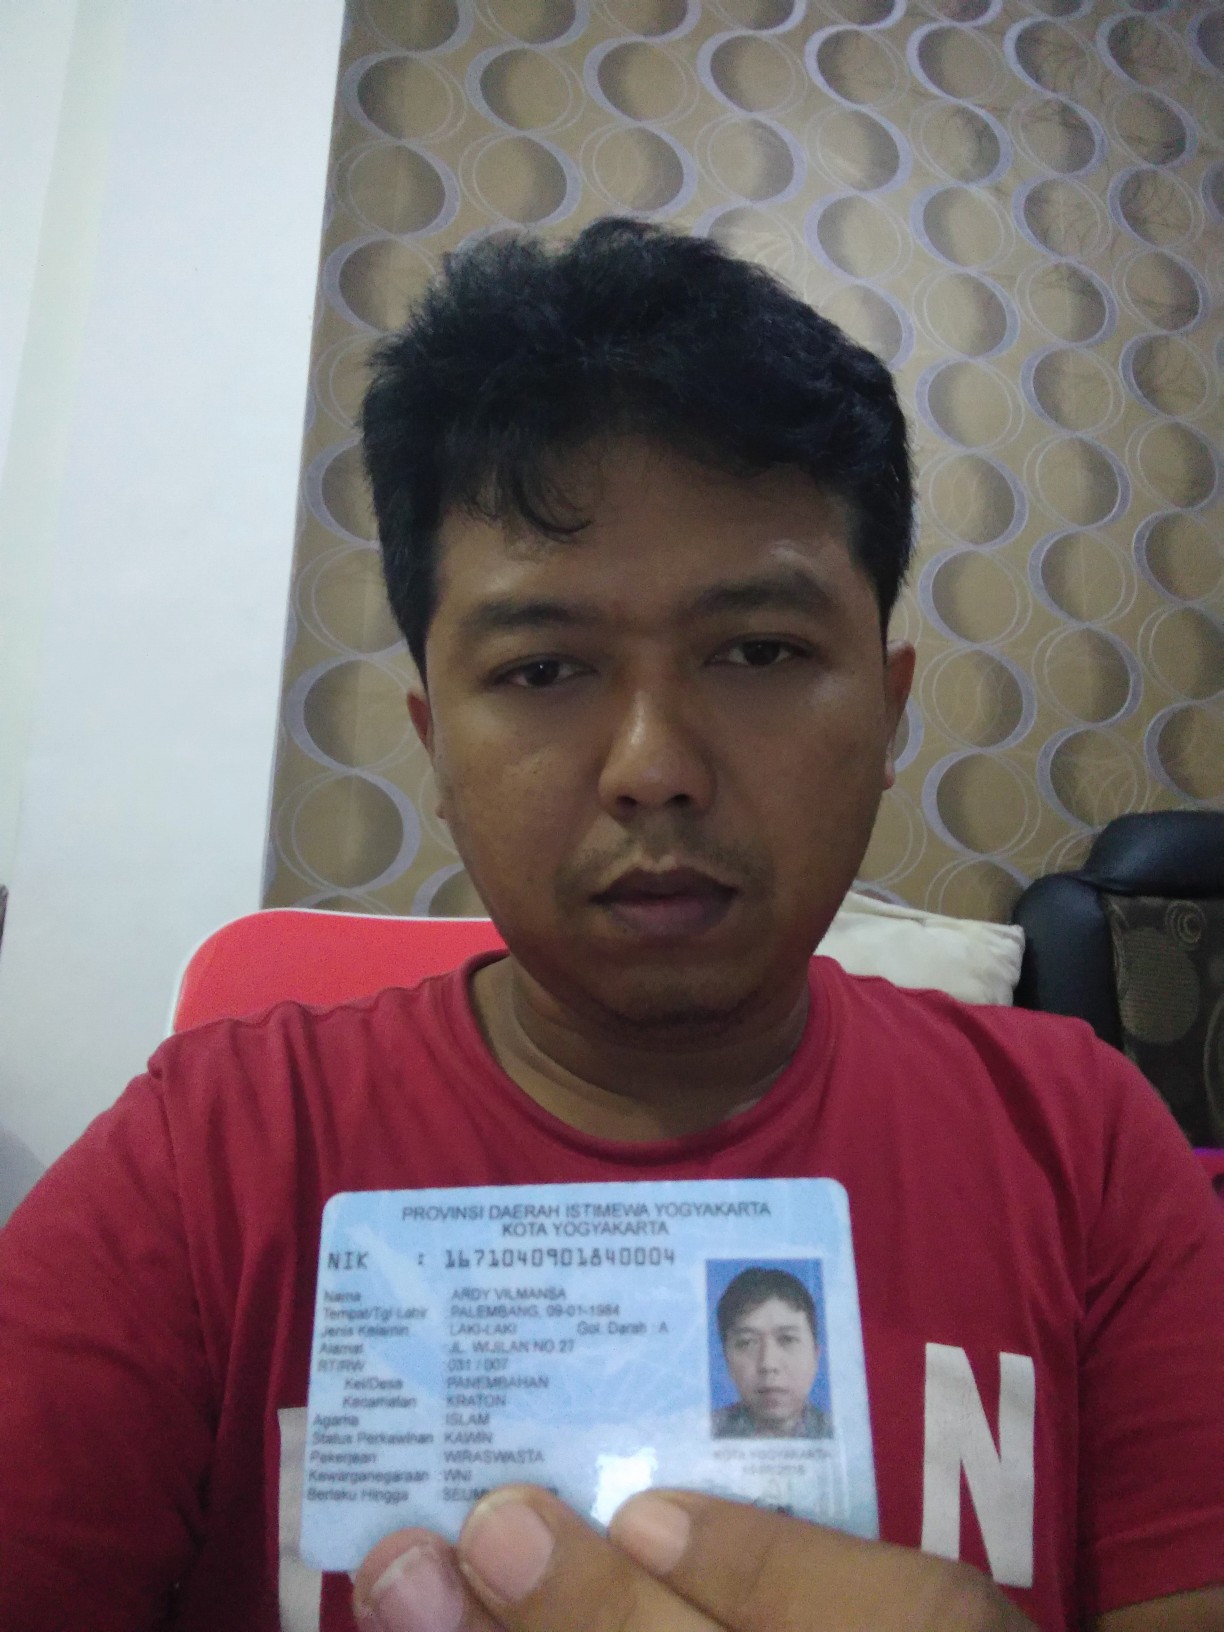 PROVINSI DAERAH ISTIMEWA YOGYAKARTA
KOTA YOGYAKARTA
NIK : 1671040901840004
Nama : ARDY VILMANSA
Tempat/Tgl Lahir : PALEMBANG, 09-01-1984
Jenis Kelamin : LAKI-LAKI Gol. Darah : A
Alamat : JL. WIJILAN NO.27
RT/RW : 031 / 007
Kel/Desa : PANEMBAHAN
Kecamatan : KRATON
Agama : ISLAM
Status Perkawinan : KAWIN
Pekerjaan : WIRASWASTA
Kewarganegaraan : WNI
Berlaku Hingga
KOTA YOGYAKARTA
N